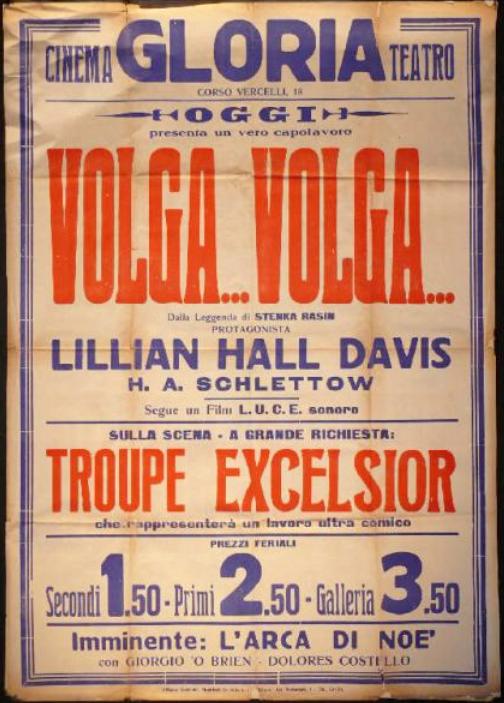 CINEMA GLORIA TEATRO
CORSO VERCELLI, 18
OGGI
presenta un vero capolavoro
VOLGA... VOLGA...
Dalla Leggenda di STENKA RASIN
PROTAGONISTA
LILLIAN HALL DAVIS
H. A. SCHLETTOW
Segue un Film L.U.C.E. sonoro
SULLA SCENA - A GRANDE RICHIESTA:
TROUPE EXCELSIOR
che rappresenterà un lavoro ultra comico
PREZZI FERIALI
Secondi 1.50 - Primi 2.50 - Galleria 3.50
Imminente: L'ARCA DI NOE'
con GIORGIO 'O BRIEN - DOLORES COSTELLO